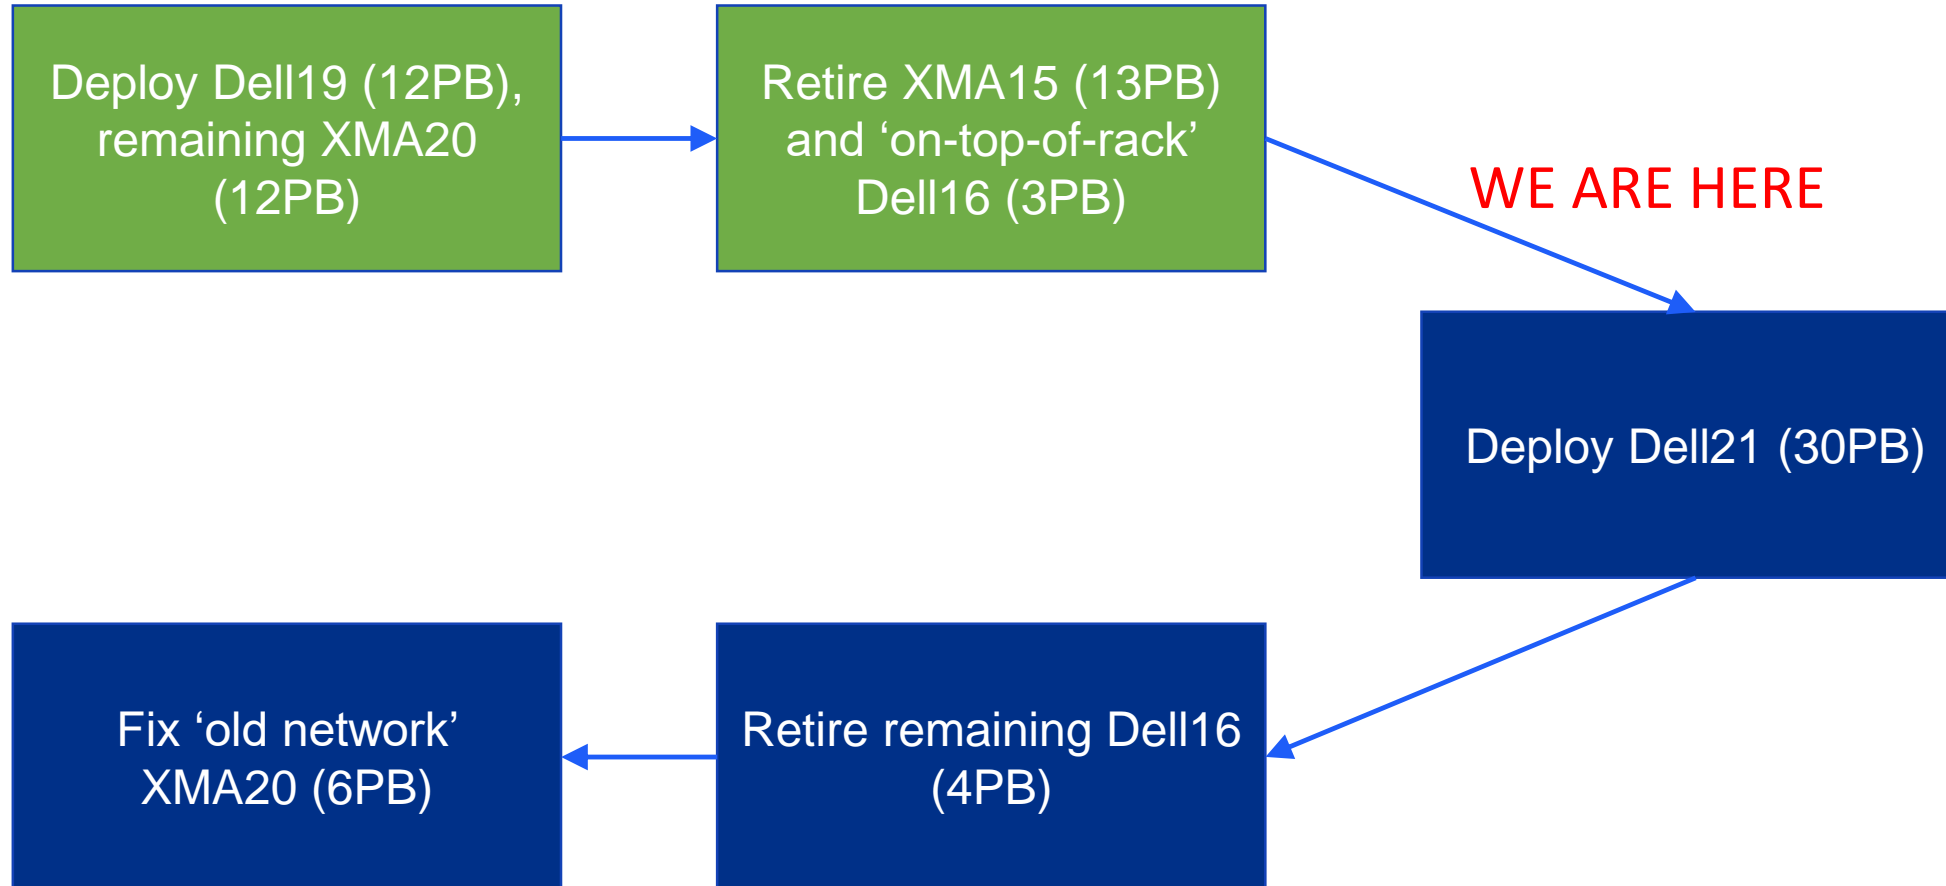 Deploy Dell19 (12PB),
remaining XMA20
(12PB)
Retire XMA15 (13PB)
and ‘on-top-of-rack’
Dell16 (3PB)
WE ARE HERE
Deploy Dell21 (30PB)
Retire remaining Dell16
(4PB)
Fix ‘old network’
XMA20 (6PB)